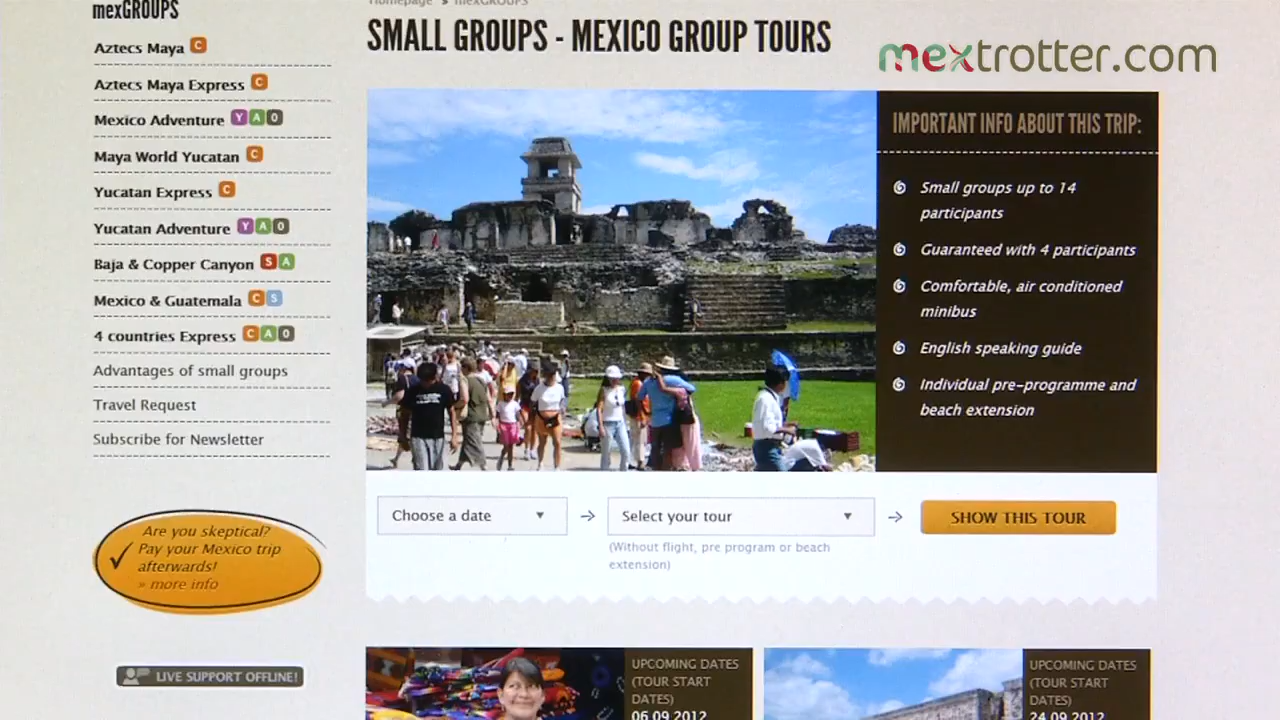 mexGROUPS
Aztecs Maya C
Aztecs Maya Express C
Mexico Adventure Y A O
Maya World Yucatan C
Yucatan Express C
Yucatan Adventure Y A O
Baja & Copper Canyon S A
Mexico & Guatemala C S
4 countries Express C A O
Advantages of small groups
Travel Request
Subscribe for Newsletter
Are you skeptical?
Pay your Mexico trip
afterwards!
» more info
LIVE SUPPORT OFFLINE!
Homepage » mexGROUPS
SMALL GROUPS - MEXICO GROUP TOURS
mextrotter.com
IMPORTANT INFO ABOUT THIS TRIP:
Small groups up to 14
participants
Guaranteed with 4 participants
Comfortable, air conditioned
minibus
English speaking guide
Individual pre-programme and
beach extension
Choose a date
Select your tour
SHOW THIS TOUR
(Without flight, pre program or beach
extension)
UPCOMING DATES
(TOUR START
DATES)
06.09.2012
UPCOMING DATES
(TOUR START
DATES)
24.09.2012